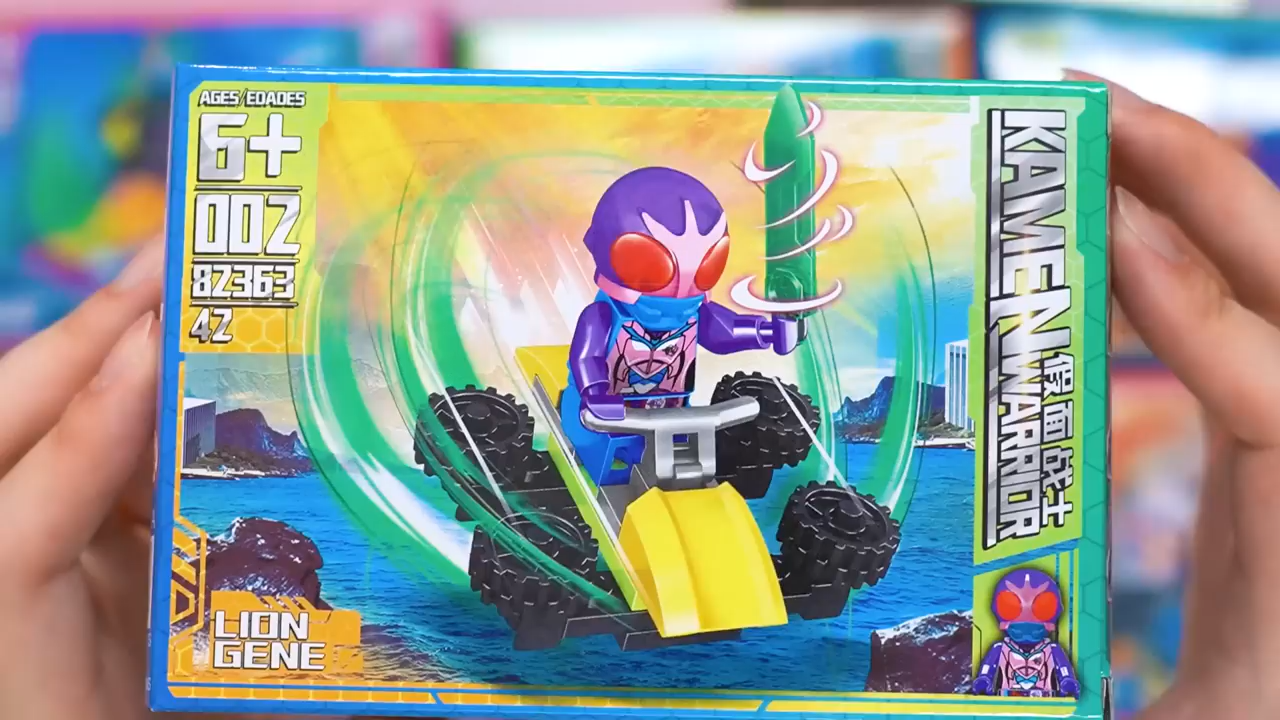 AGES/EDADES
6+
002
82363
42
LION
GENE
KAMEN WARRIOR
假面战士